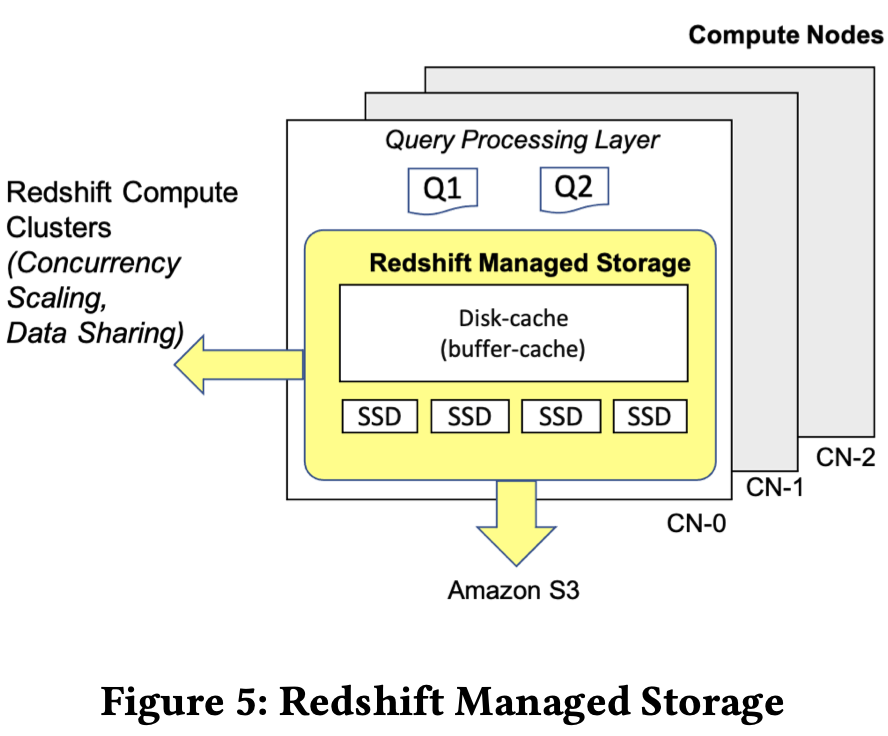 Compute Nodes
Query Processing Layer
Q1
Q2
Redshift Compute
Clusters
(Concurrency
Scaling,
Data Sharing)
Redshift Managed Storage
Disk-cache
(buffer-cache)
SSD
SSD
SSD
SSD
CN-2
CN-1
CN-0
Amazon S3
Figure 5: Redshift Managed Storage